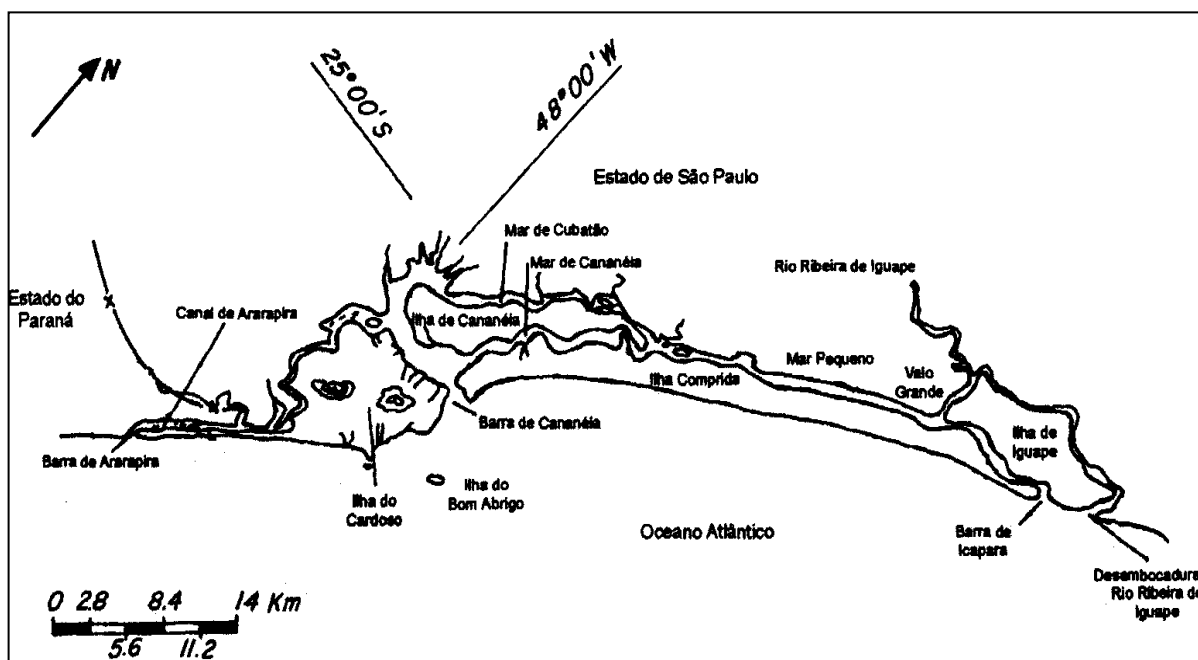 N
25°00'S
48°00'W
Estado de São Paulo
Mar de Cubatão
Mar de Cananéia
Rio Ribeira de Iguape
Estado do
Paraná
Canal de Ararapira
Ilha de Cananéia
Mar Pequeno
Valo
Grande
Ilha Comprida
Barra de Cananéia
Ilha de
Iguape
Barra de Ararapira
Ilha do
Cardoso
Ilha do
Bom Abrigo
Oceano Atlântico
Barra de
Icapara
Desembocadura
Rio Ribeira de
Iguape
0 2.8 8.4 14 Km
5.6 11.2